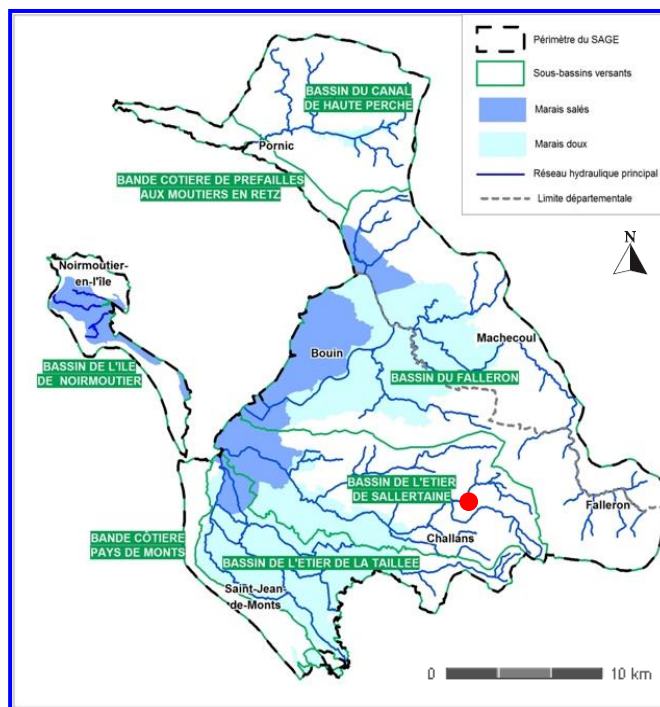 Périmètre du SAGE
Sous-bassins versants
Marais salés
Marais doux
Réseau hydraulique principal
Limite départementale
N
BASSIN DU CANAL
DE HAUTE PERCHE
Pornic
BANDE COTIERE DE PREFAILLES
AUX MOUTIERS EN RETZ
Noirmoutier-
en-l'île
BASSIN DE L'ILE
DE NOIRMOUTIER
Bouin
Machecoul
BASSIN DU FALLERON
BASSIN DE L'ETIER
DE SALLERTAINE
Falleron
Challans
BANDE CÔTIERE
PAYS DE MONTS
BASSIN DE L'ETIER DE LA TAILLEE
Saint-Jean-
de-Monts
0 10 km